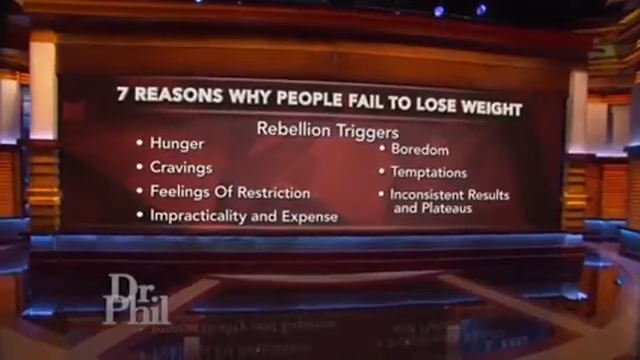 7 REASONS WHY PEOPLE FAIL TO LOSE WEIGHT
Rebellion Triggers
• Hunger
• Cravings
• Feelings Of Restriction
• Impracticality and Expense
• Boredom
• Temptations
• Inconsistent Results
and Plateaus
Dr.
Phil